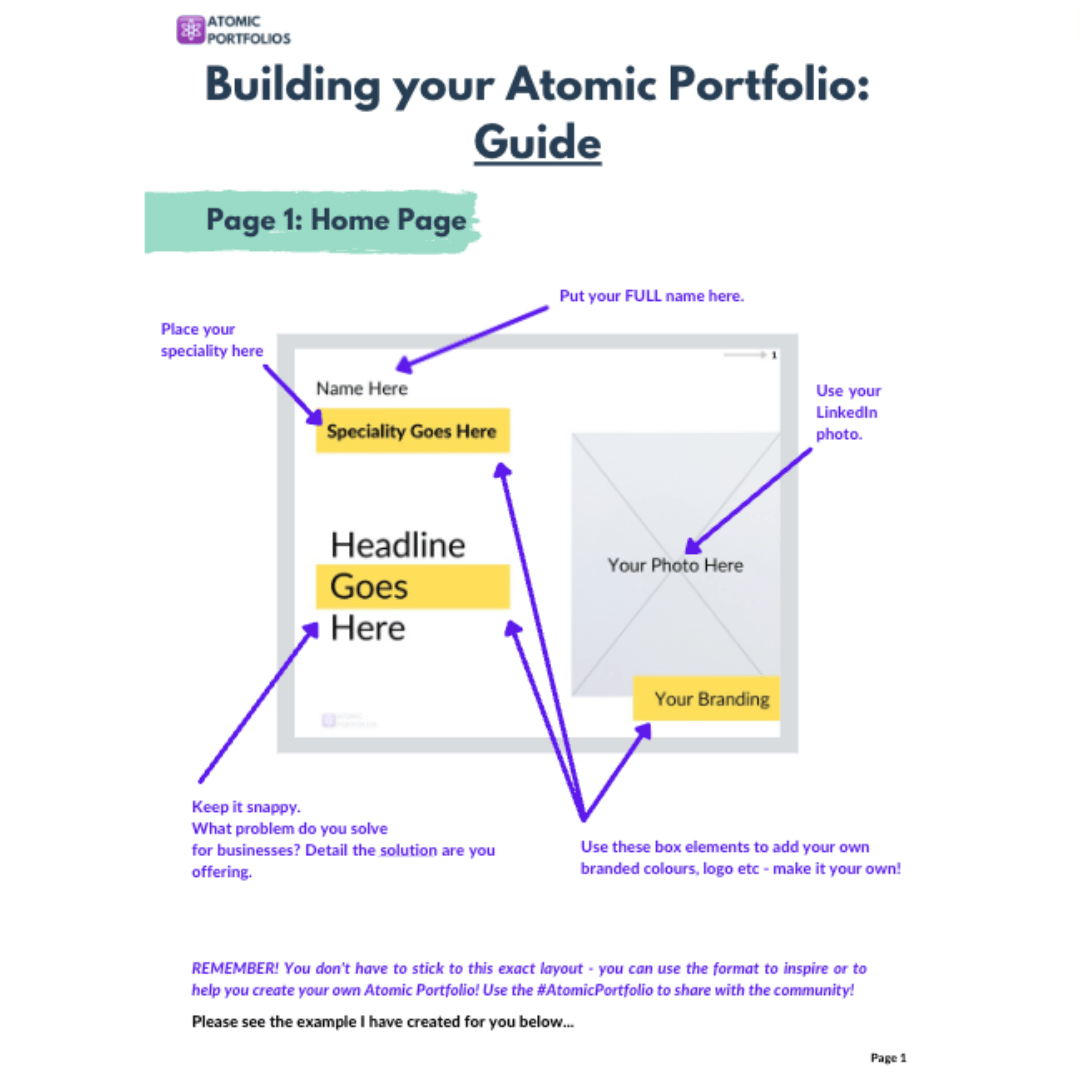 ATOMIC
PORTFOLIOS
Building your Atomic Portfolio:
Guide
Page 1: Home Page
Put your FULL name here.
Place your
speciality here
1
Name Here
Speciality Goes Here
Use your
LinkedIn
photo.
Headline
Goes
Here
Your Photo Here
Your Branding
ATOMIC
PORTFOLIOS
Keep it snappy.
What problem do you solve
for businesses? Detail the solution are you
offering.
Use these box elements to add your own
branded colours, logo etc - make it your own!
REMEMBER! You don't have to stick to this exact layout - you can use the format to inspire or to
help you create your own Atomic Portfolio! Use the #AtomicPortfolio to share with the community!
Please see the example I have created for you below...
Page 1